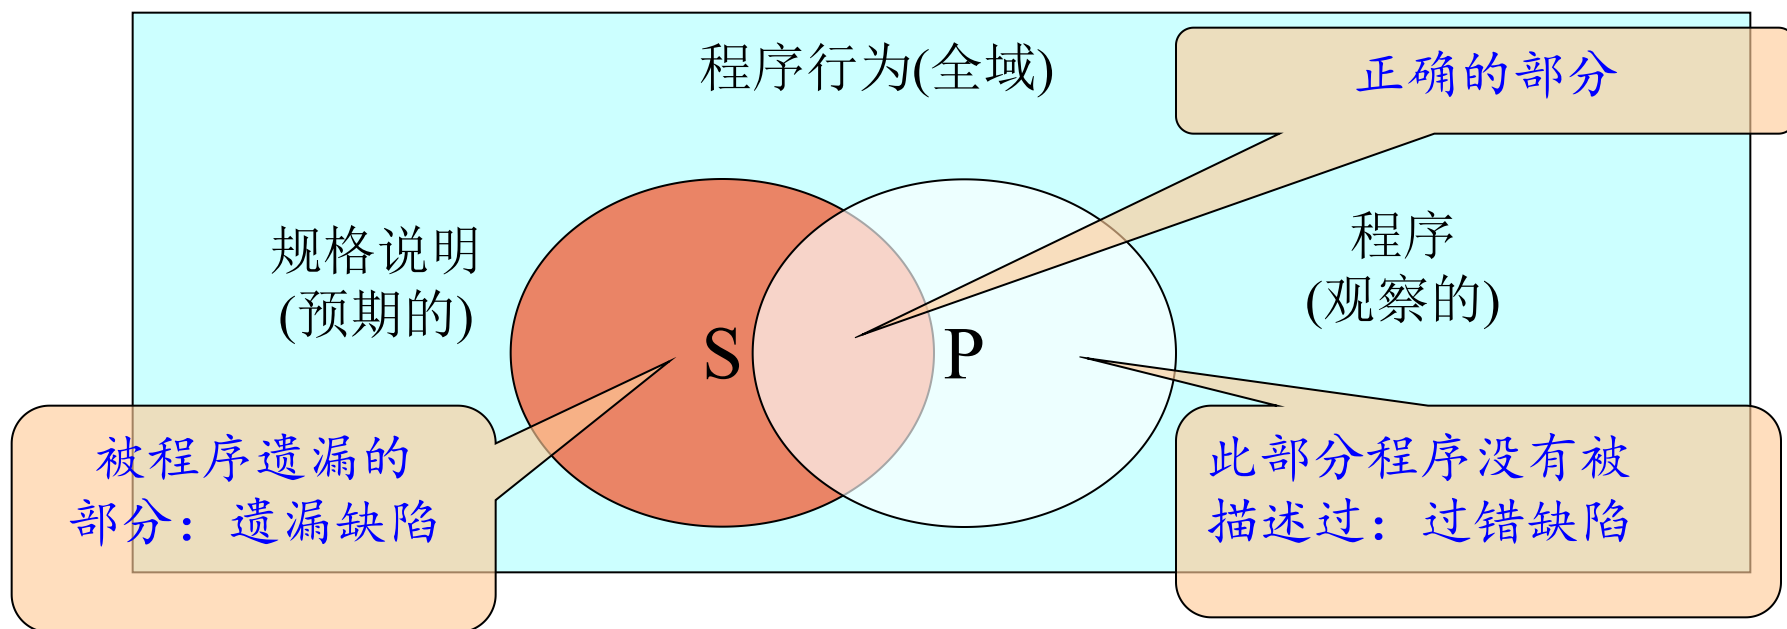 程序行为(全域)
正确的部分
规格说明
(预期的)
程序
(观察的)
S
P
被程序遗漏的
部分：遗漏缺陷
此部分程序没有被
描述过：过错缺陷